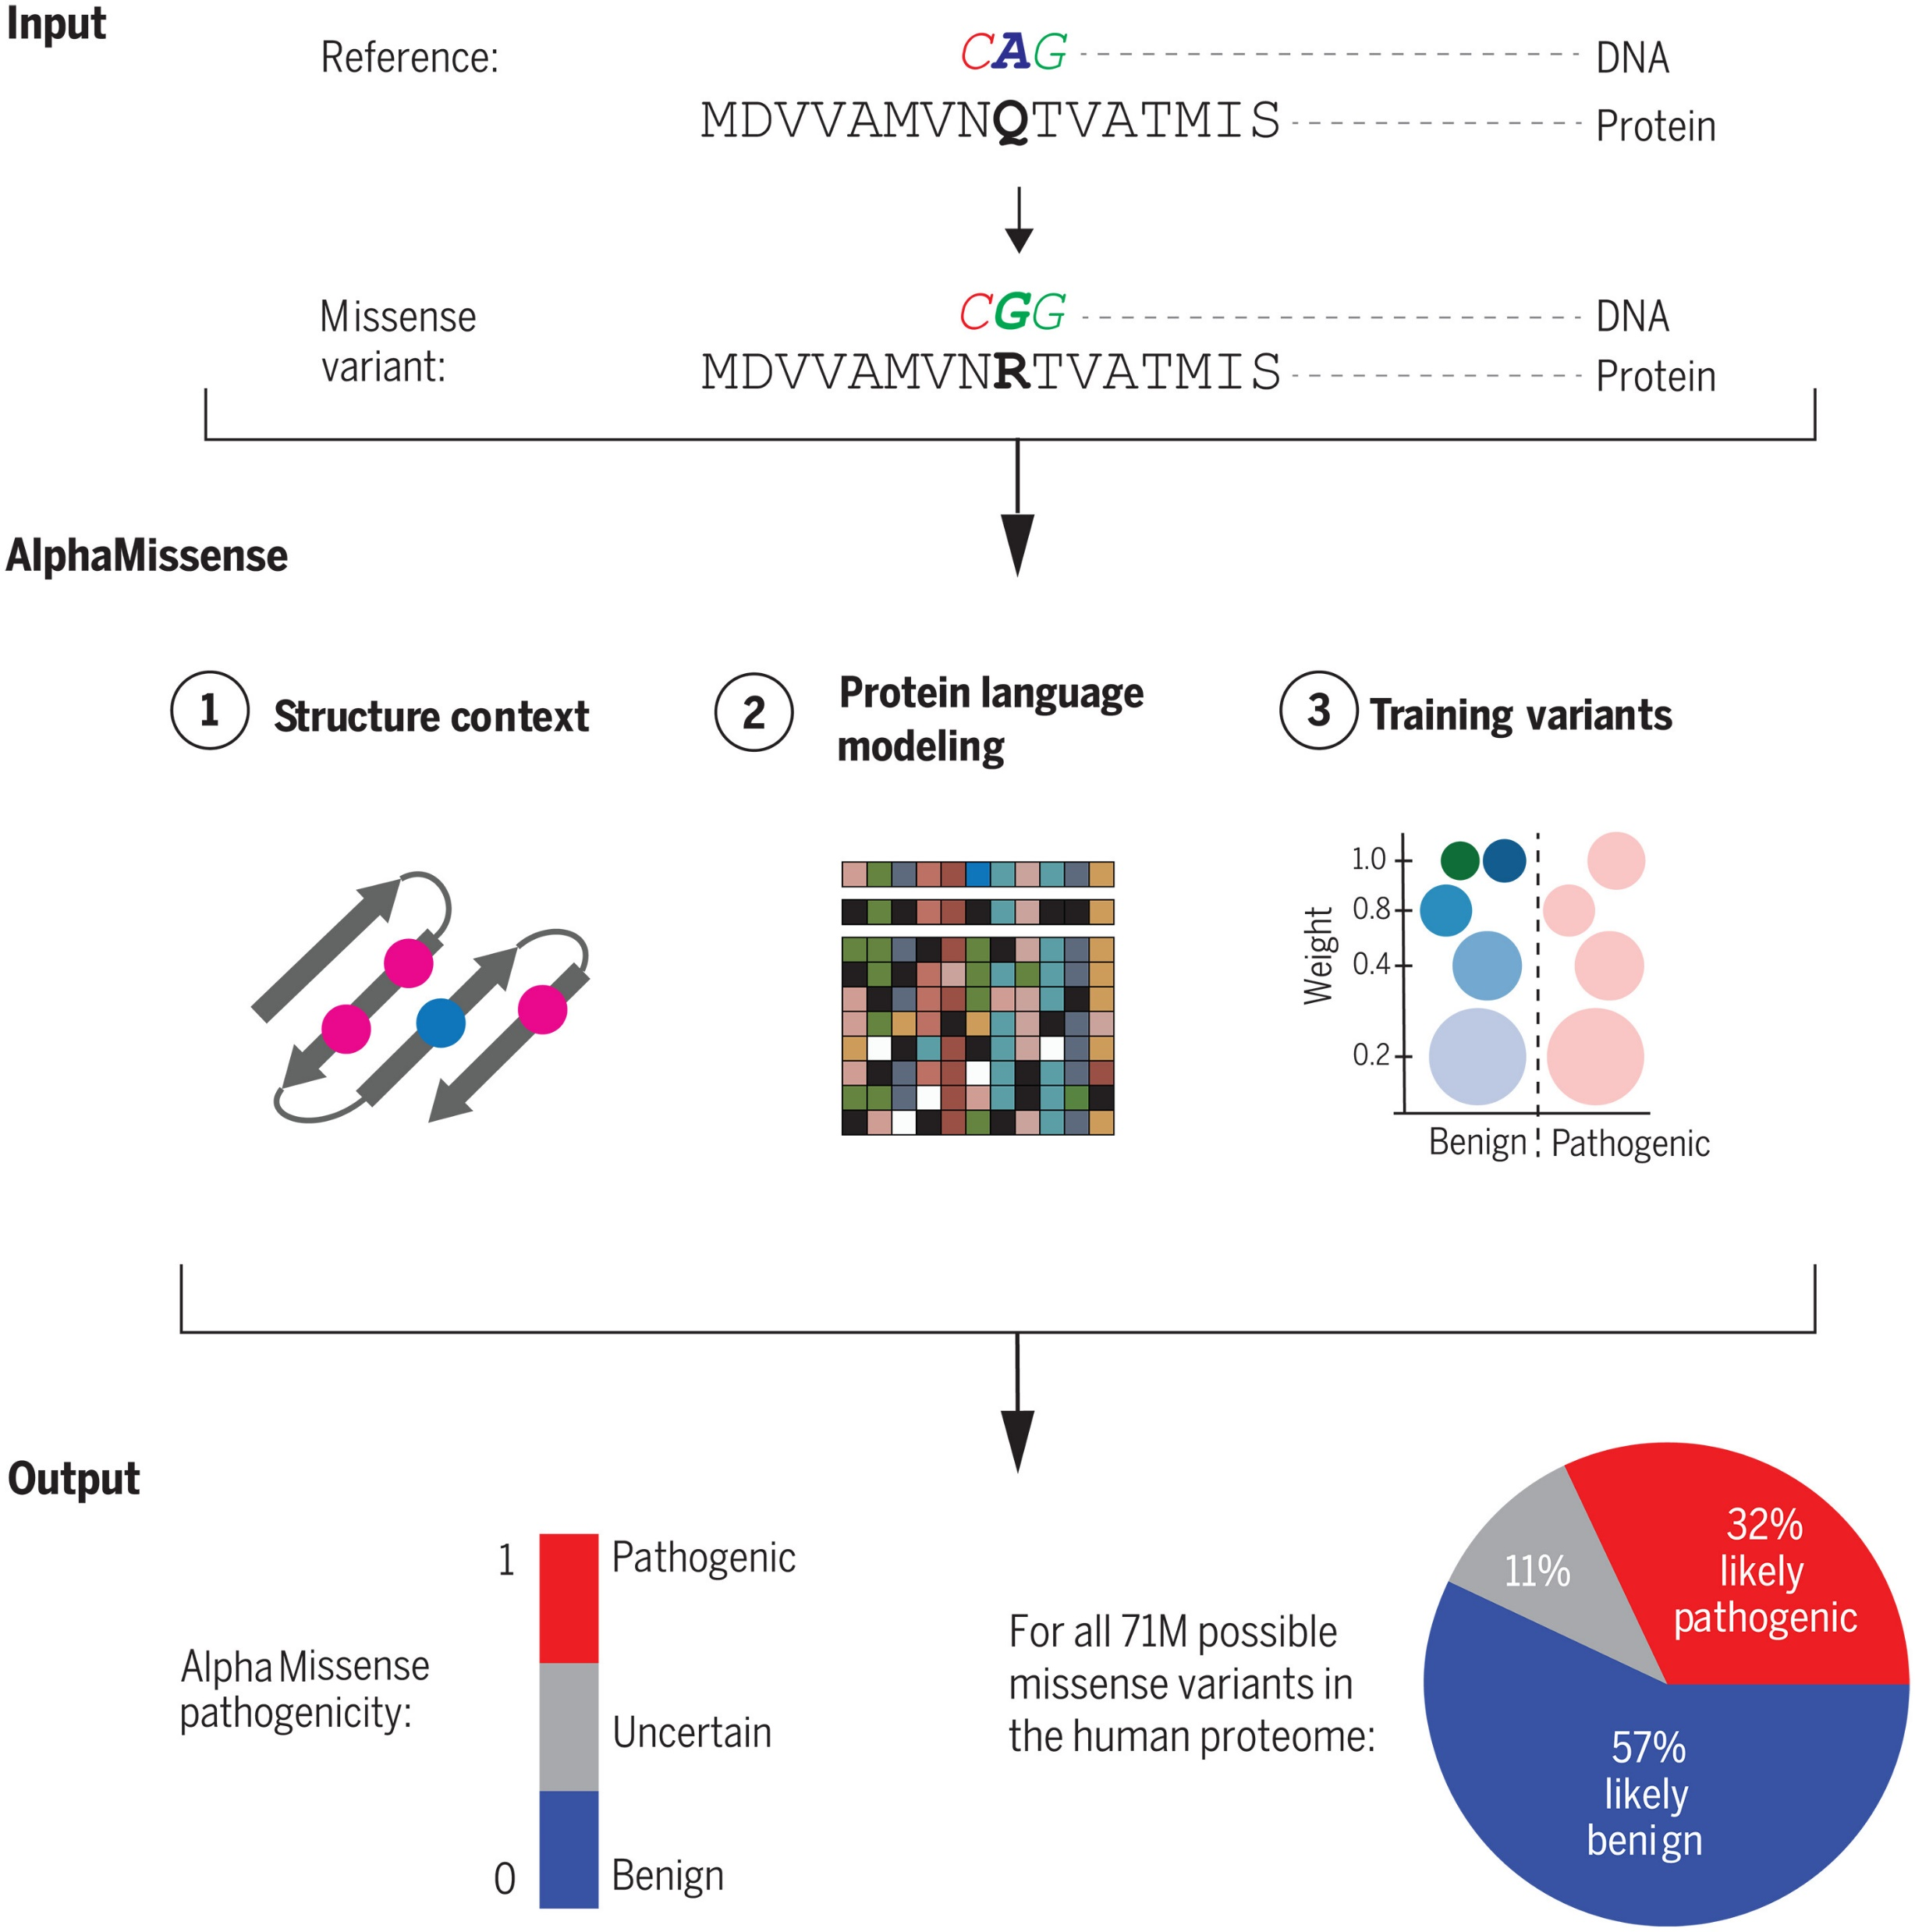 Input
Reference:
CAG
DNA
MDVVAMVNQTVATMIS
Protein
Missense
variant:
CGG
DNA
MDVVAMVNRTVATMIS
Protein
AlphaMissense
1
Structure context
2
Protein language
modeling
3
Training variants
Weight
1.0
0.8
0.4
0.2
Benign
Pathogenic
Output
AlphaMissense
pathogenicity:
1
Pathogenic
Uncertain
0
Benign
For all 71M possible
missense variants in
the human proteome:
32%
likely
pathogenic
11%
57%
likely
benign